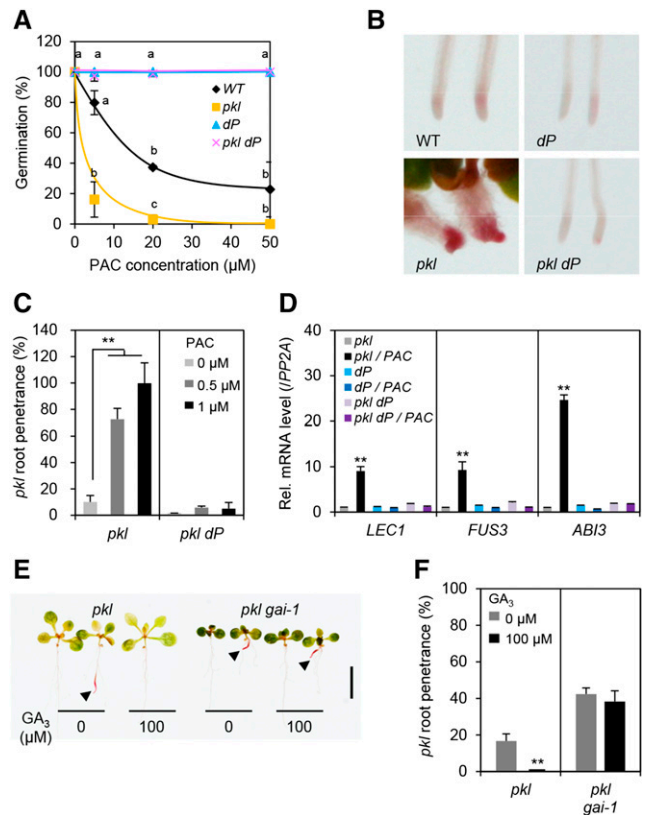 A
Germination (%)
120
100
80
60
40
20
0
a a a a
a
b
b
b
c
b
WT
pkl
dP
pkl dP
0 10 20 30 40 50
PAC concentration (µM)
B
WT
dP
pkl
pkl dP
C
pkl root penetrance (%)
140
120
100
80
60
40
20
0
**
PAC
0 µM
0.5 µM
1 µM
pkl
pkl dP
D
Rel. mRNA level (/PP2A)
40
30
20
10
0
pkl
pkl / PAC
dP
dP / PAC
pkl dP
pkl dP / PAC
**
**
**
LEC1
FUS3
ABI3
E
pkl
pkl gai-1
GA3
(µM)
0
100
0
100
F
pkl root penetrance (%)
100
80
60
40
20
0
GA3
0 µM
100 µM
**
pkl
pkl
gai-1